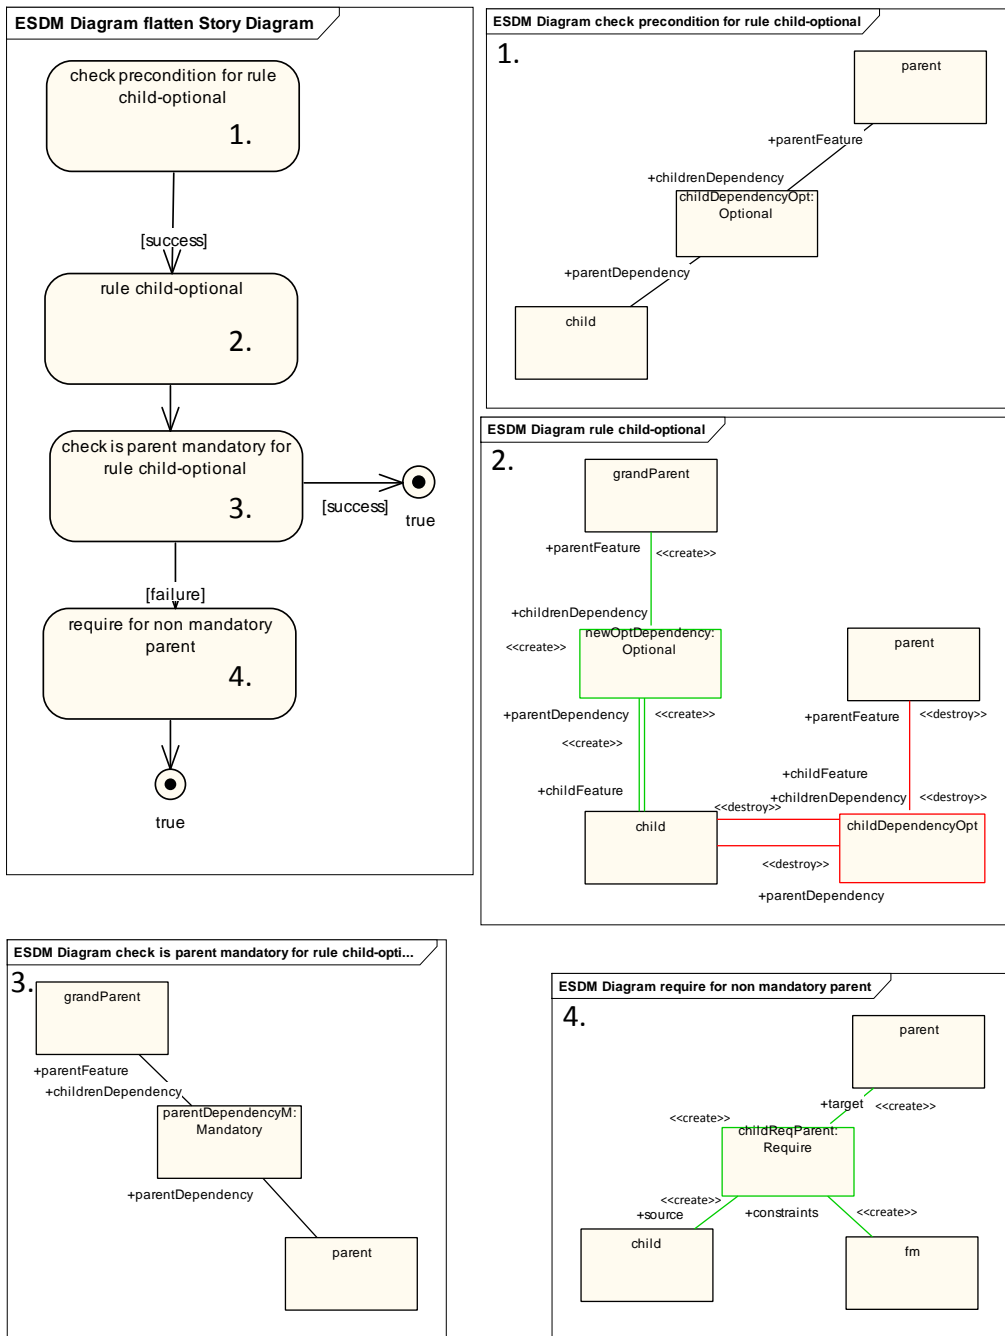 ESDM Diagram flatten Story Diagram
check precondition for rule
child-optional
1.
[success]
rule child-optional
2.
check is parent mandatory for
rule child-optional
3.
[success]
true
[failure]
require for non mandatory
parent
4.
true
ESDM Diagram check precondition for rule child-optional
1.
parent
+parentFeature
+childrenDependency
childDependencyOpt:
Optional
+parentDependency
child
ESDM Diagram rule child-optional
2.
grandParent
+parentFeature
<<create>>
+childrenDependency
<<create>>
newOptDependency:
Optional
+parentDependency
<<create>>
<<create>>
+childFeature
child
parent
+parentFeature
<<destroy>>
+childFeature
+childrenDependency
<<destroy>>
<<destroy>>
childDependencyOpt
<<destroy>>
+parentDependency
ESDM Diagram check is parent mandatory for rule child-opti...
3.
grandParent
+parentFeature
+childrenDependency
parentDependencyM:
Mandatory
+parentDependency
parent
ESDM Diagram require for non mandatory parent
4.
parent
+target
<<create>>
<<create>>
childReqParent:
Require
<<create>>
+source
+constraints
<<create>>
child
fm